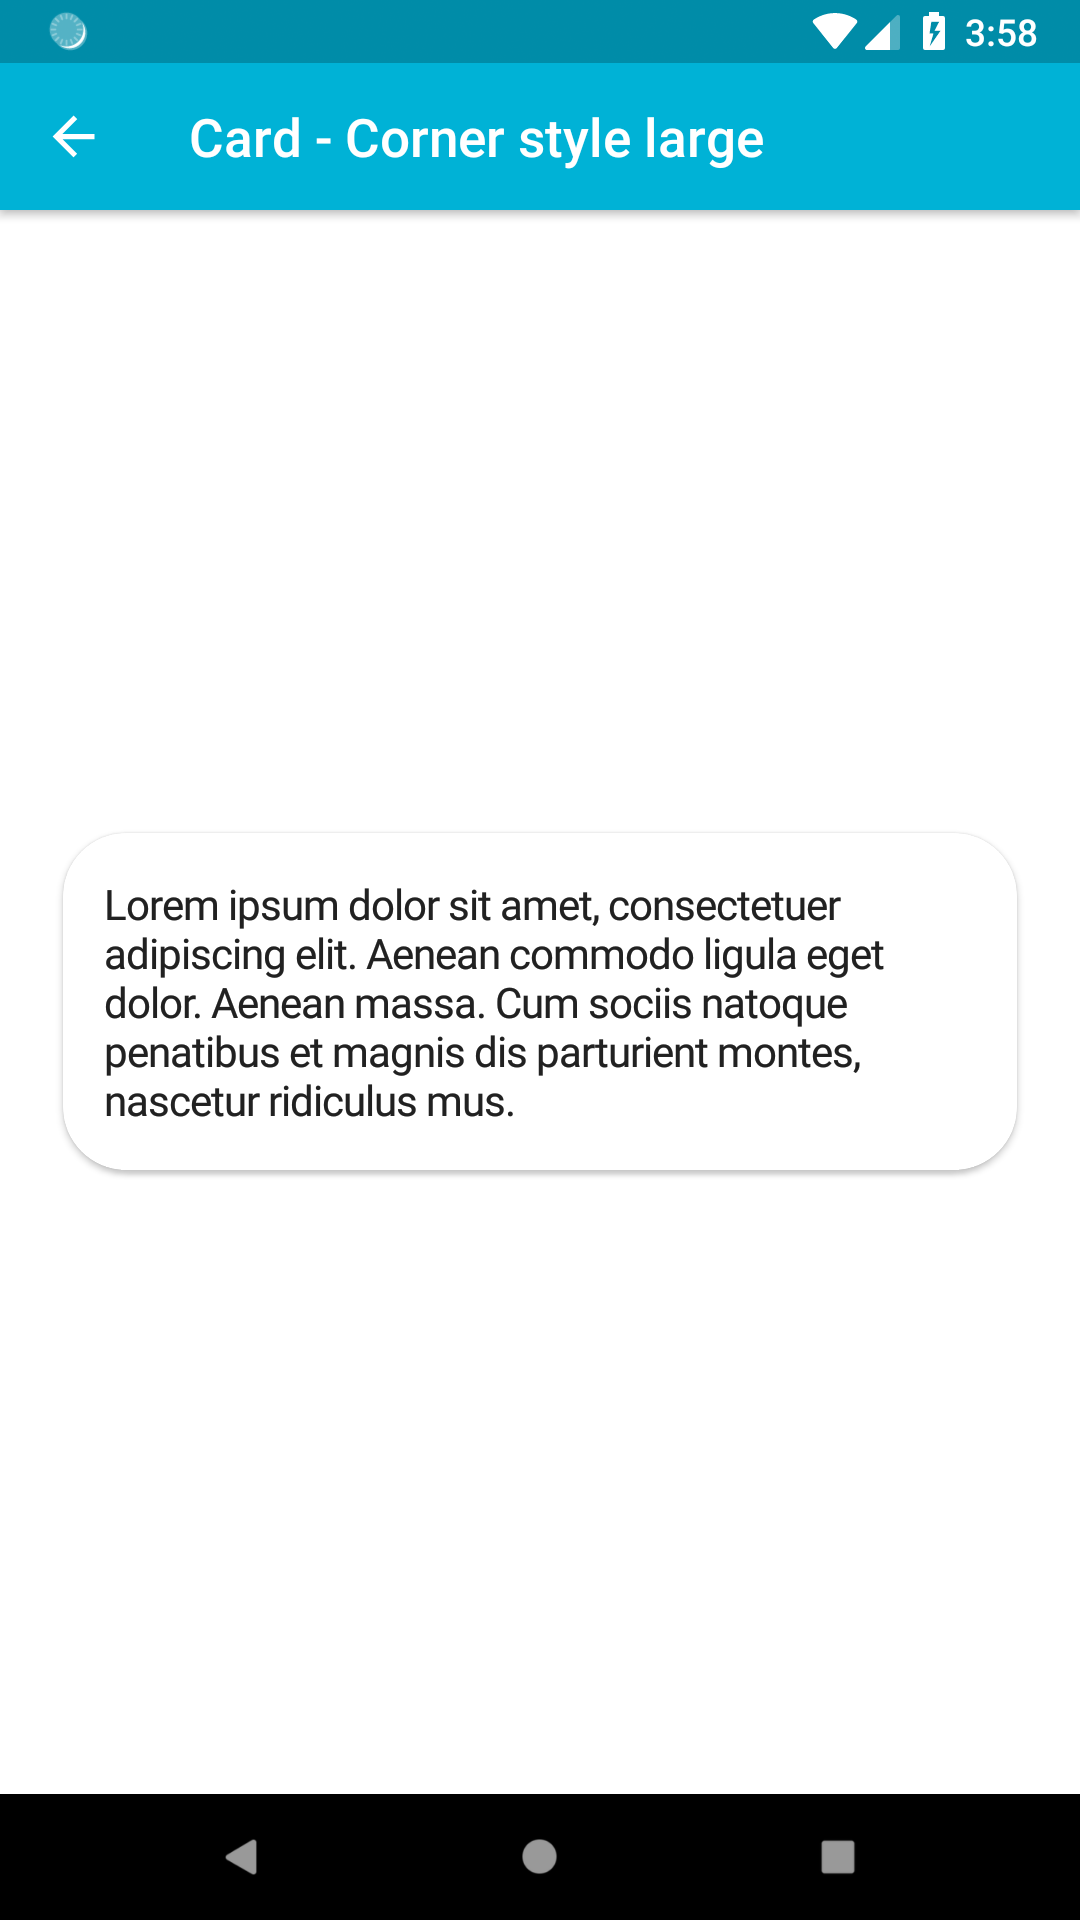 3:58
Card - Corner style large
Lorem ipsum dolor sit amet, consectetuer
adipiscing elit. Aenean commodo ligula eget
dolor. Aenean massa. Cum sociis natoque
penatibus et magnis dis parturient montes,
nascetur ridiculus mus.